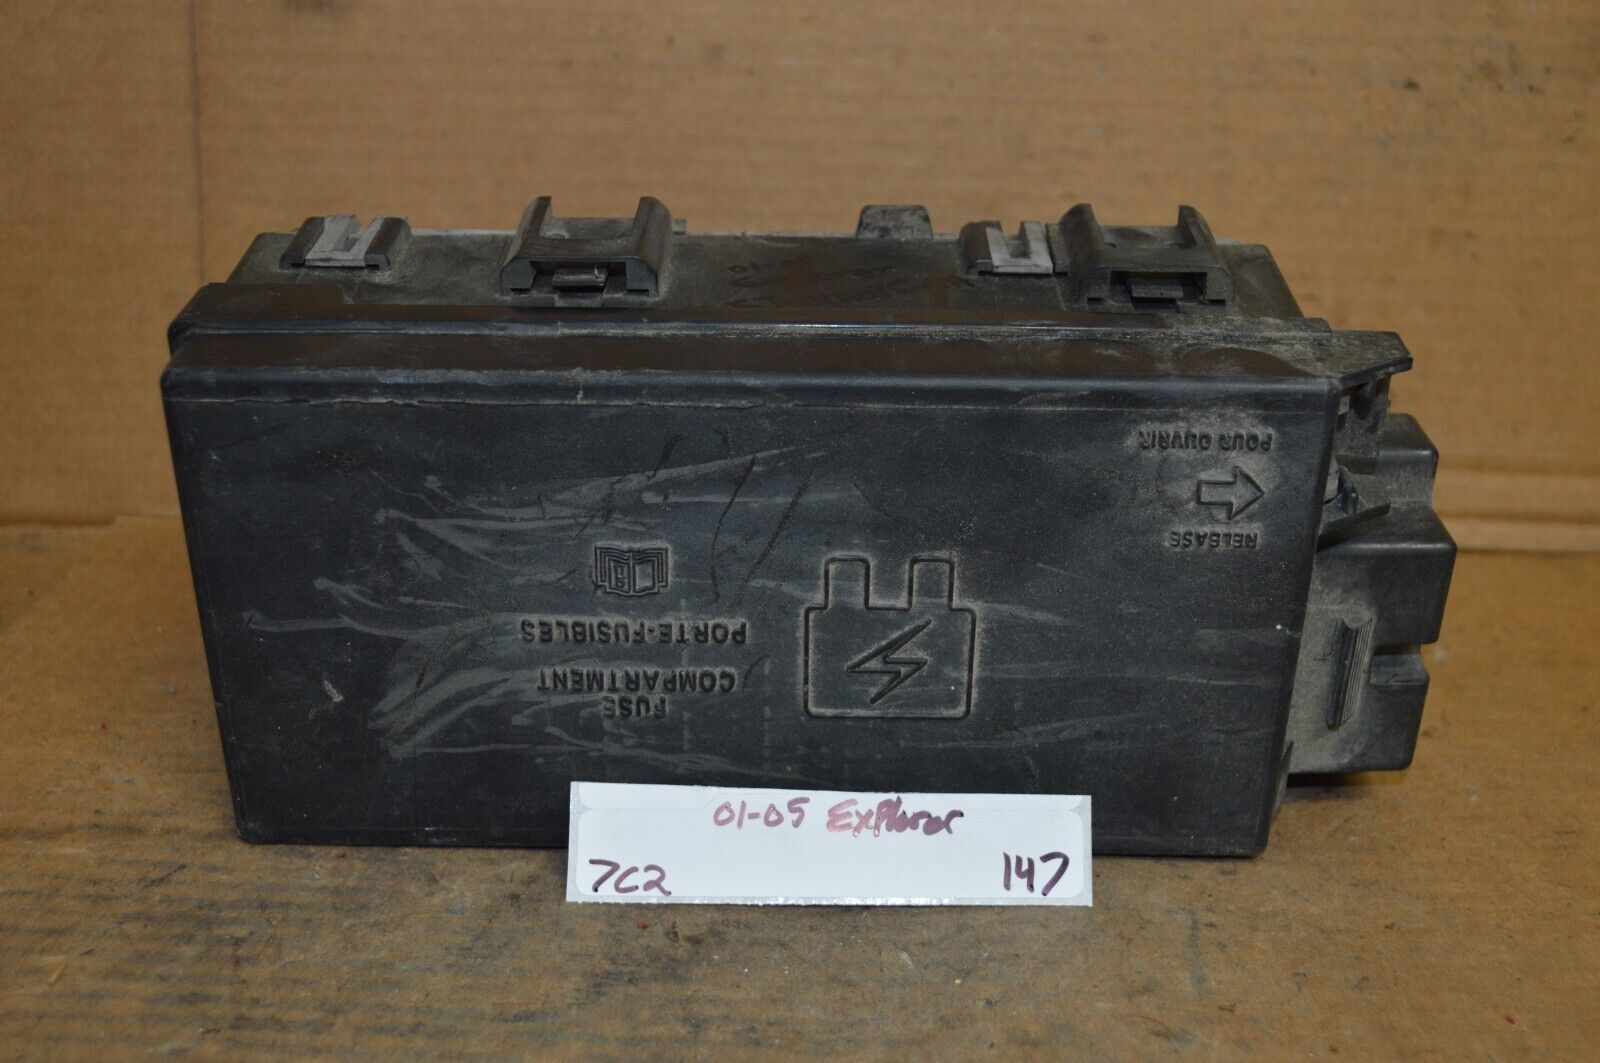 POUR OUVRIR
RELEASE
FUSE
COMPARTMENT
PORTE-FUSIBLES
01-05 Explorer
7C2
147